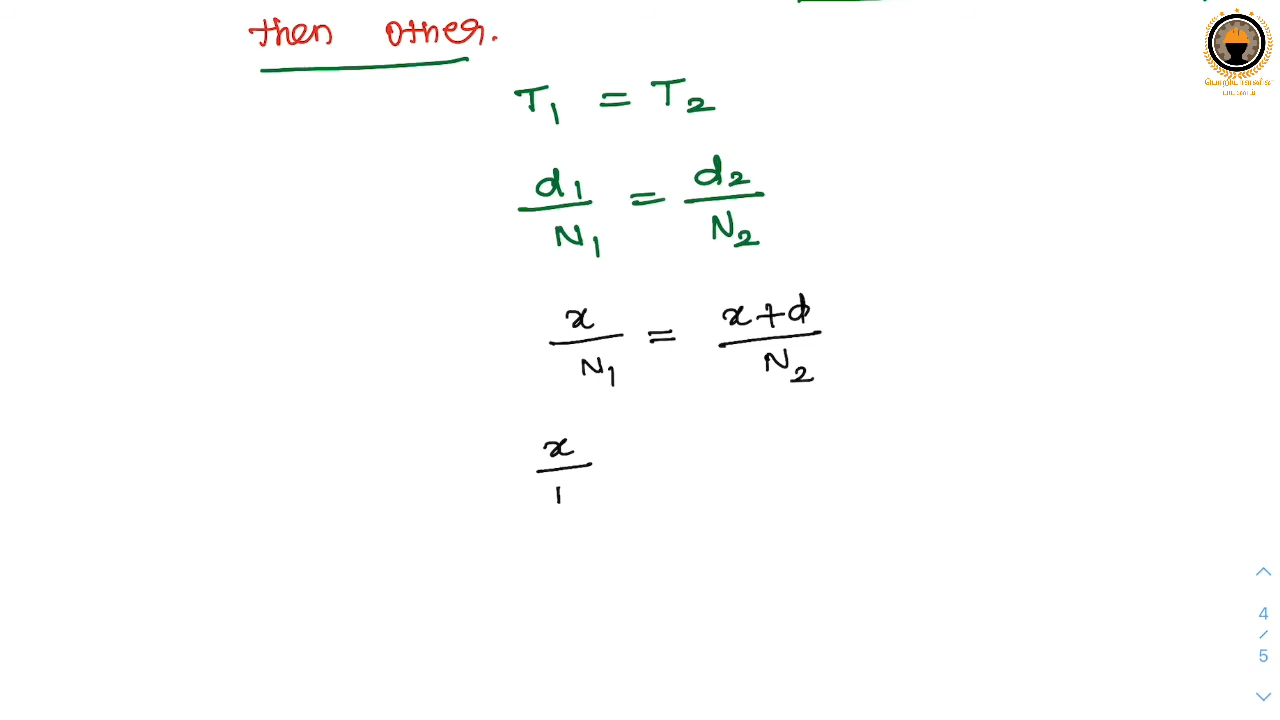 then other.
T₁ = T₂
d₁/N₁ = d₂/N₂
x/N₁ = x+d/N₂
x/1
4
/
5